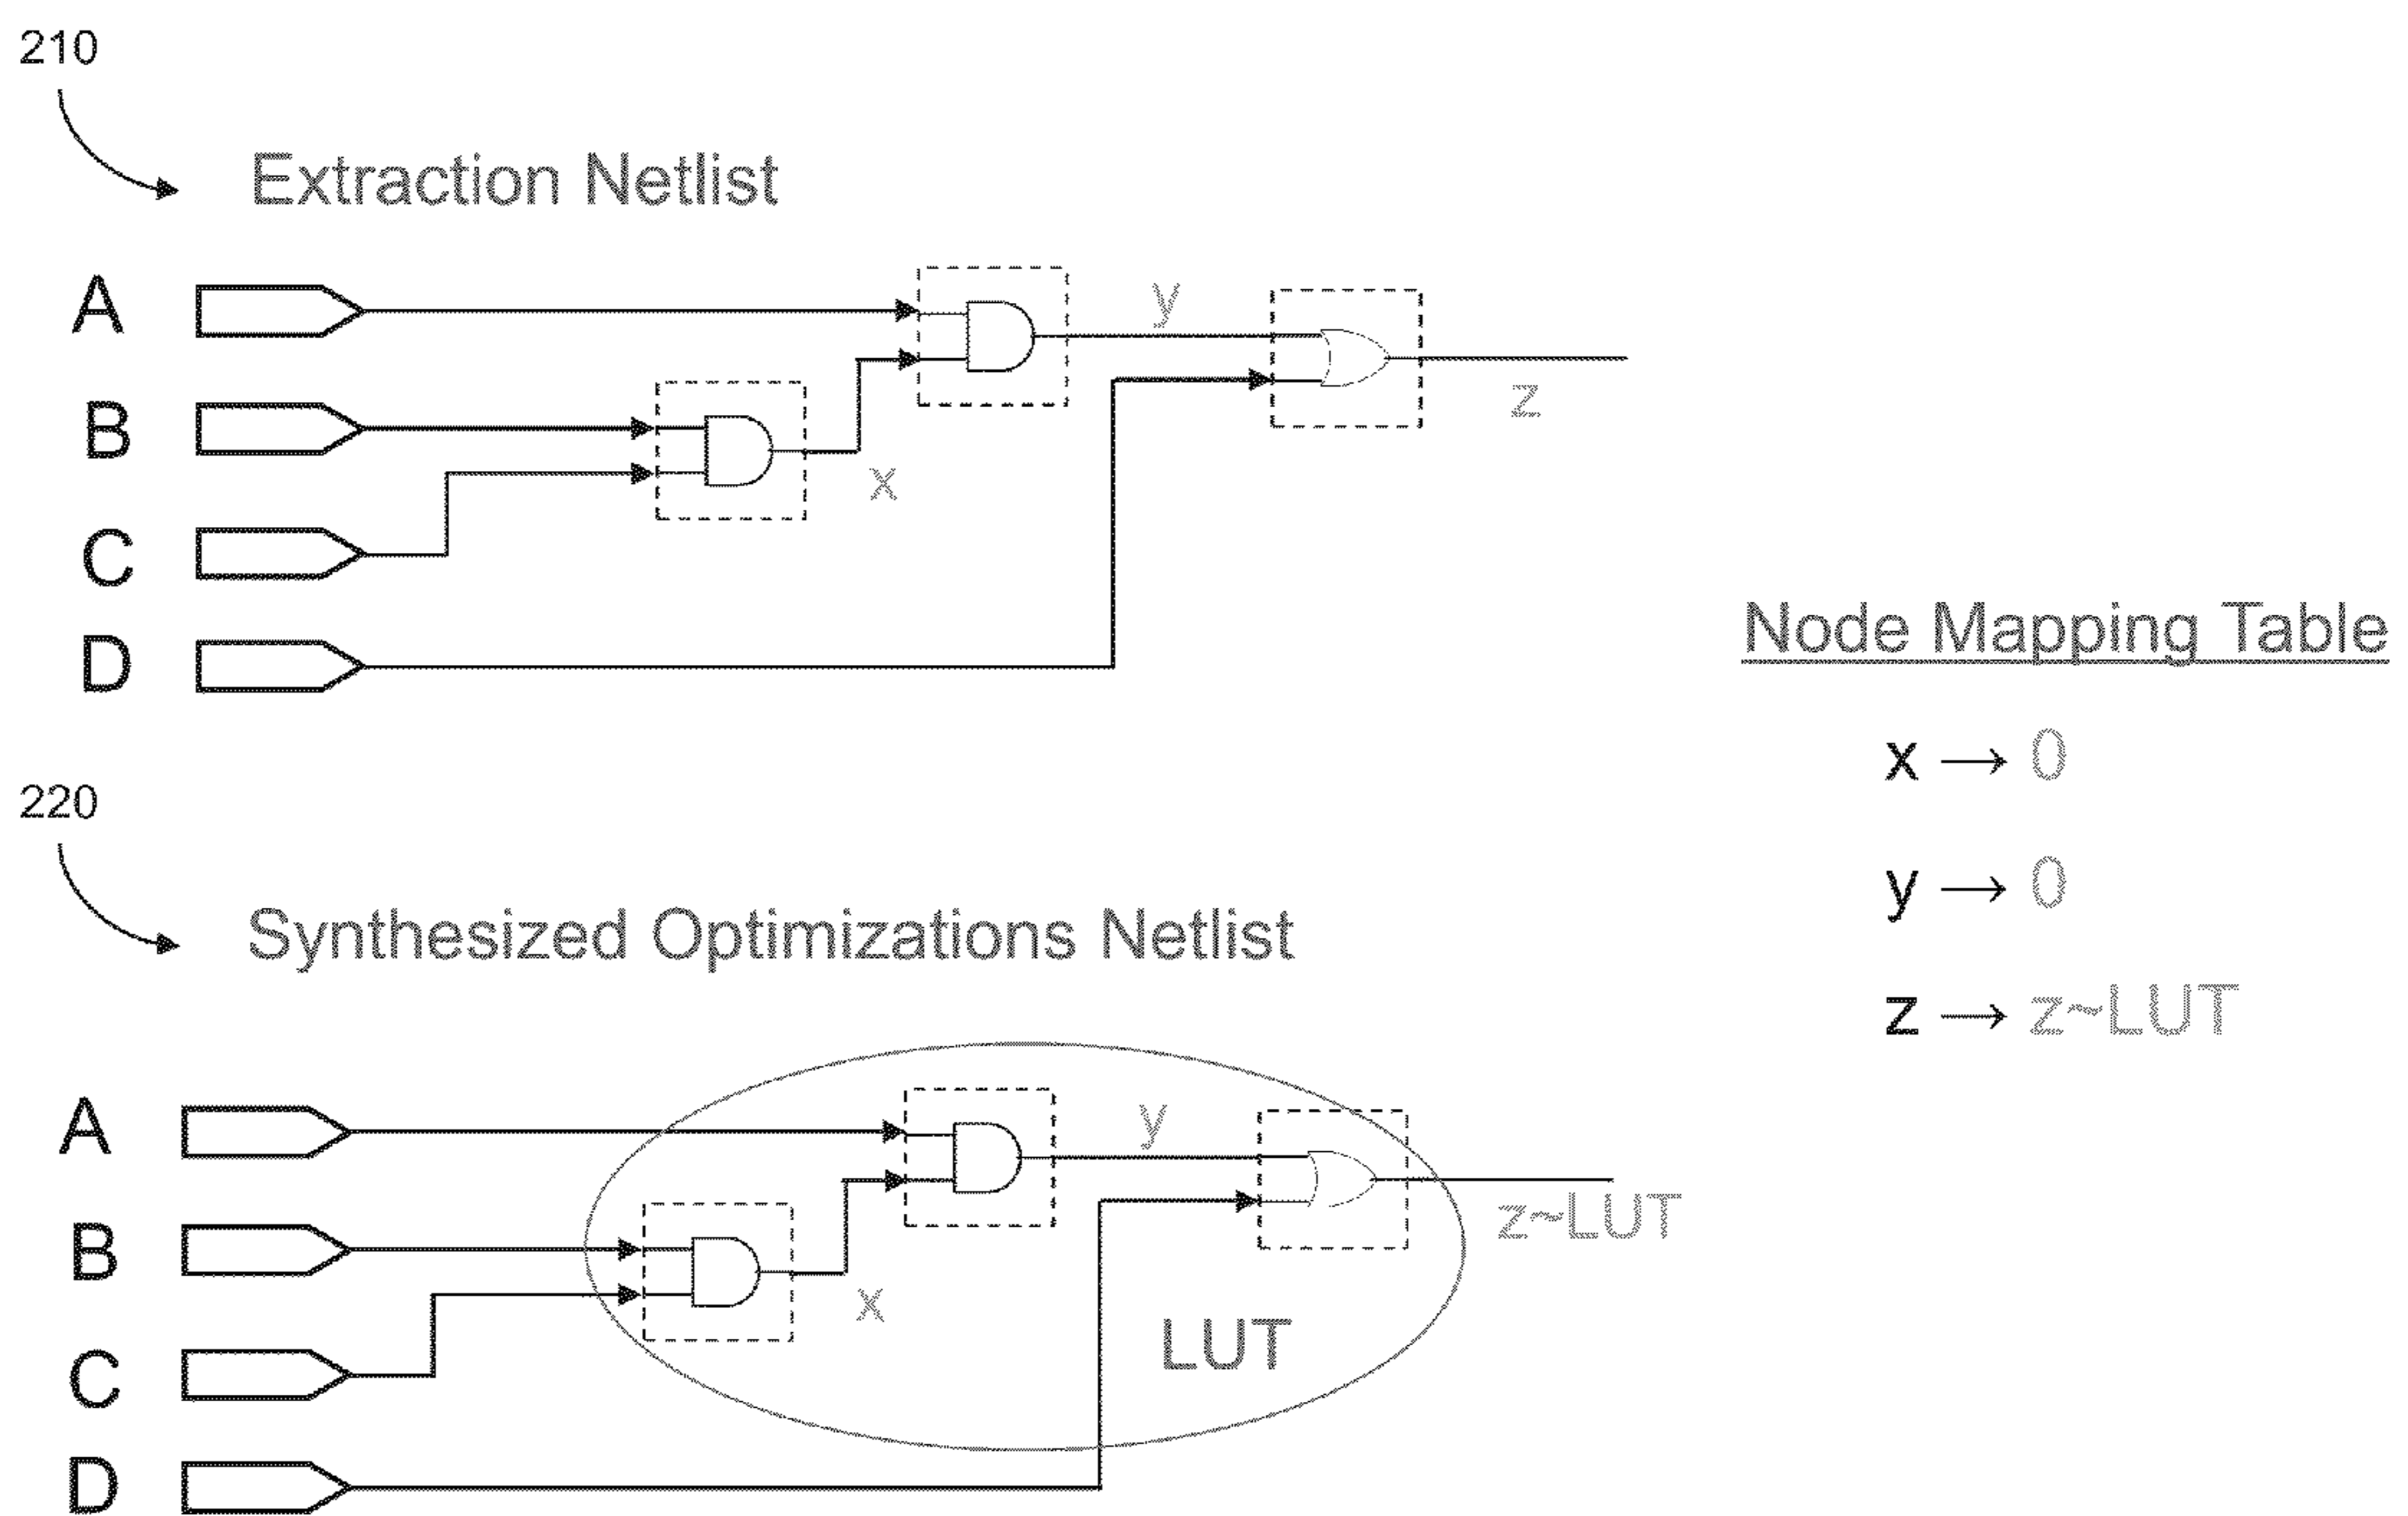 210
Extraction Netlist
A
y
z
B
x
C
D
Node Mapping Table
x → 0
y → 0
z → z~LUT
220
Synthesized Optimizations Netlist
A
y
z~LUT
B
x
LUT
C
D